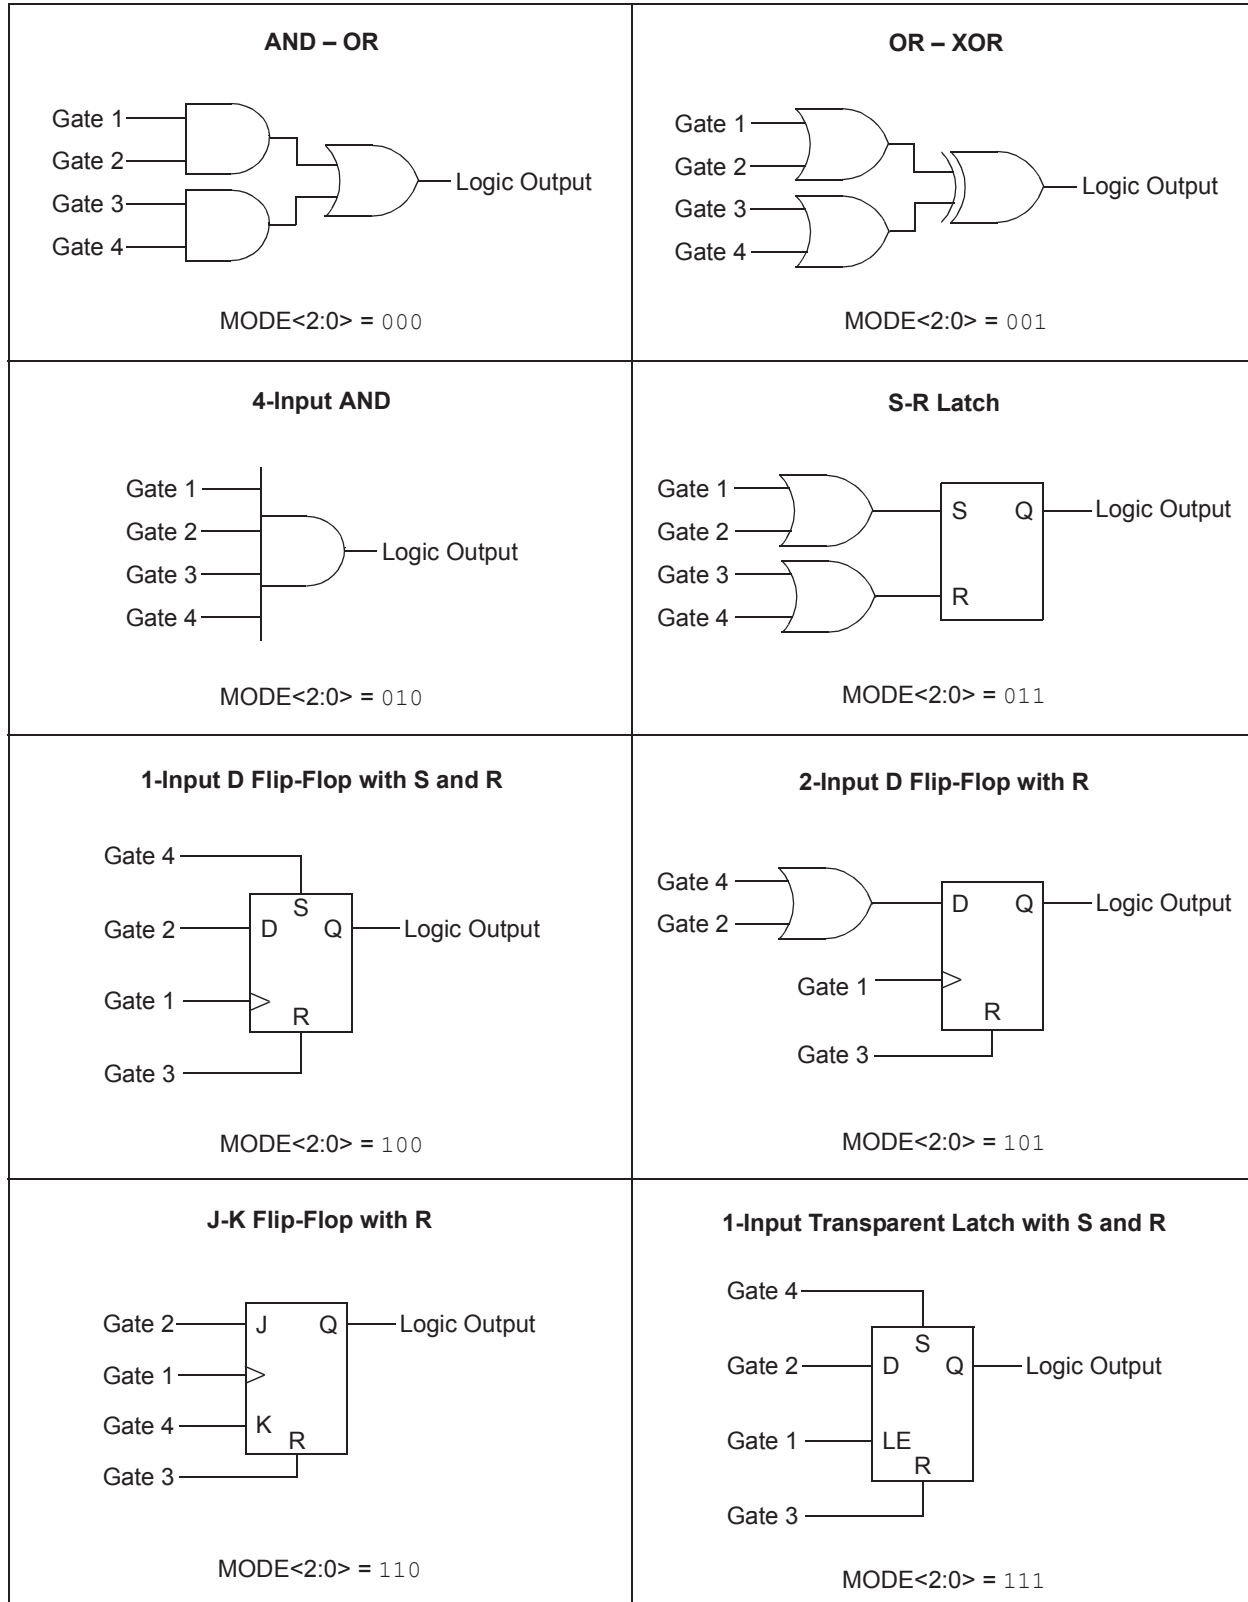 AND – OR
Gate 1
Gate 2
Gate 3
Gate 4
Logic Output
MODE<2:0> = 000
OR – XOR
Gate 1
Gate 2
Gate 3
Gate 4
Logic Output
MODE<2:0> = 001
4-Input AND
Gate 1
Gate 2
Gate 3
Gate 4
Logic Output
MODE<2:0> = 010
S-R Latch
Gate 1
Gate 2
Gate 3
Gate 4
S Q
R
Logic Output
MODE<2:0> = 011
1-Input D Flip-Flop with S and R
Gate 4
S
Gate 2
D Q
Logic Output
Gate 1
R
Gate 3
MODE<2:0> = 100
2-Input D Flip-Flop with R
Gate 4
Gate 2
D Q
Logic Output
Gate 1
R
Gate 3
MODE<2:0> = 101
J-K Flip-Flop with R
Gate 2
J Q
Logic Output
Gate 1
Gate 4
K
R
Gate 3
MODE<2:0> = 110
1-Input Transparent Latch with S and R
Gate 4
S
Gate 2
D Q
Logic Output
Gate 1
LE
R
Gate 3
MODE<2:0> = 111